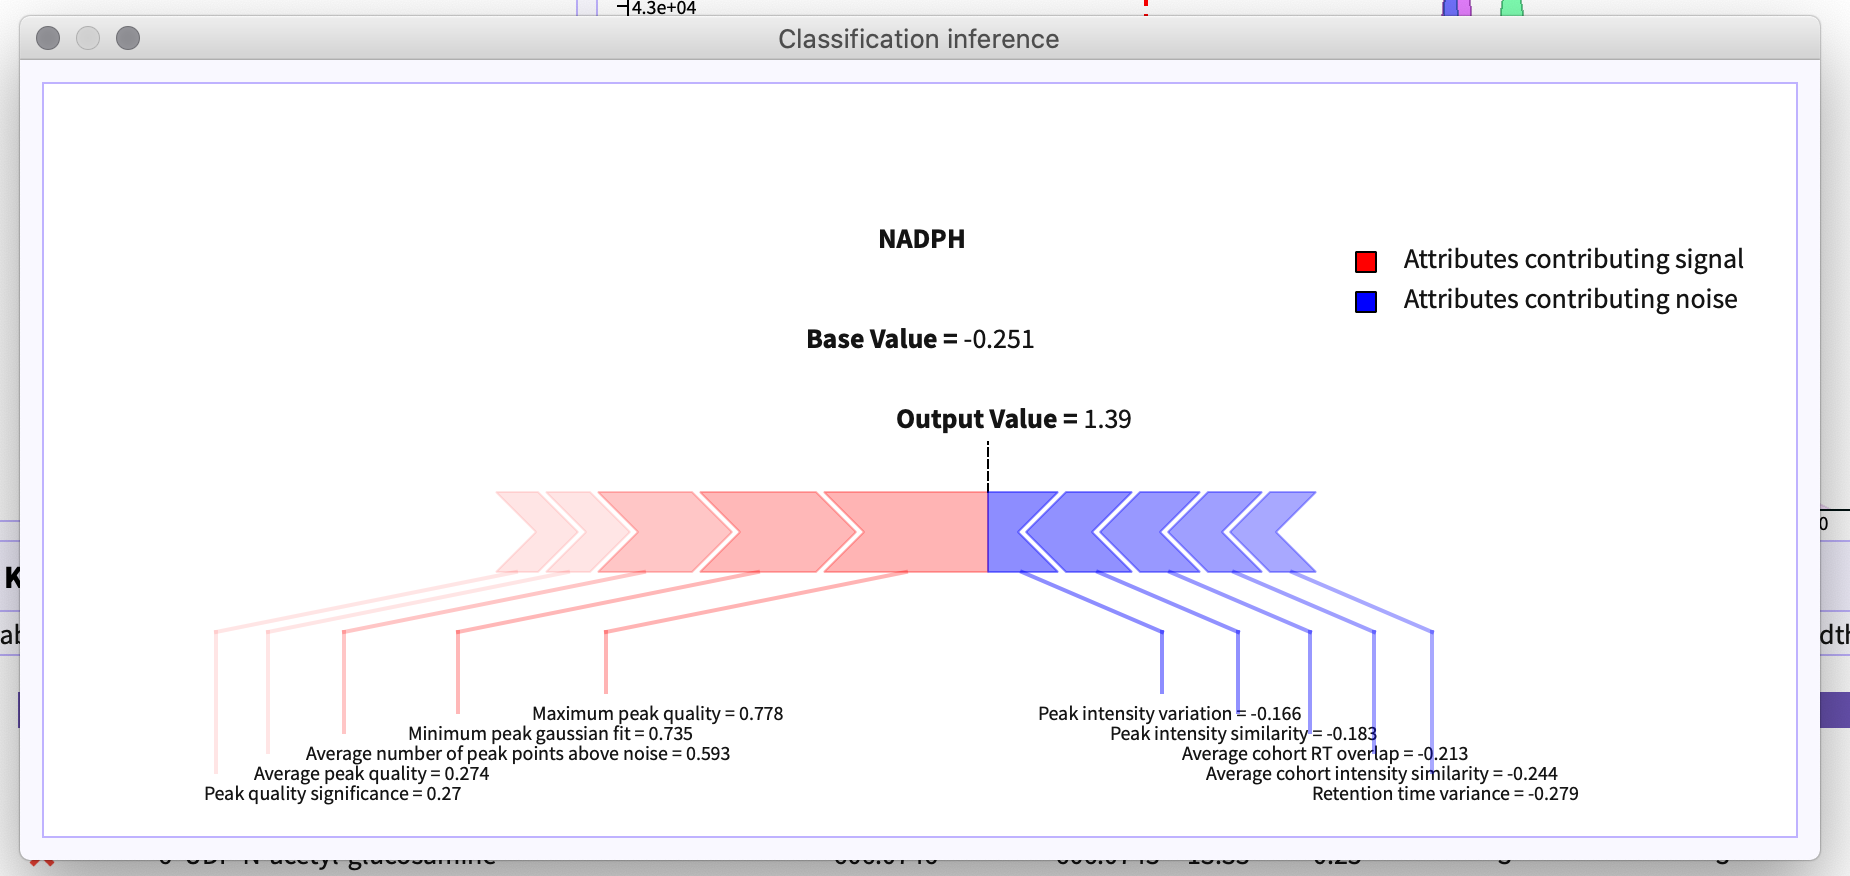 4.3e+04
Classification inference
NADPH
Attributes contributing signal
Attributes contributing noise
Base Value = -0.251
Output Value = 1.39
0
K
ab
dth
Maximum peak quality = 0.778
Minimum peak gaussian fit = 0.735
Average number of peak points above noise = 0.593
Average peak quality = 0.274
Peak quality significance = 0.27
Peak intensity variation = -0.166
Peak intensity similarity = -0.183
Average cohort RT overlap = -0.213
Average cohort intensity similarity = -0.244
Retention time variance = -0.279